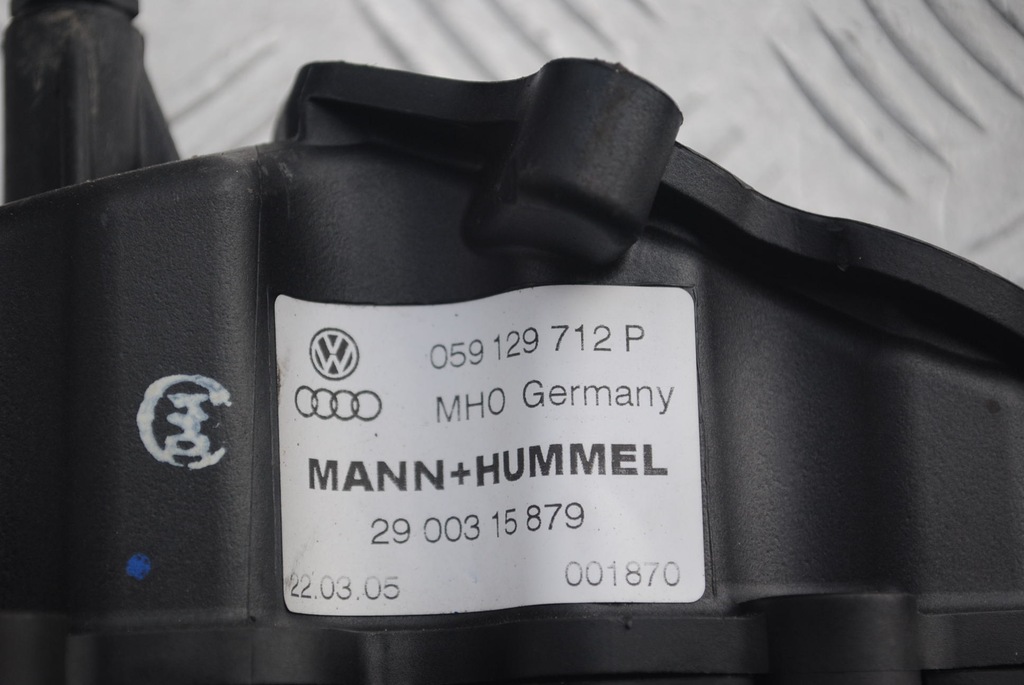 059 129 712 P
MH0 Germany
MANN+HUMMEL
29 003 15 879
22.03.05 001870